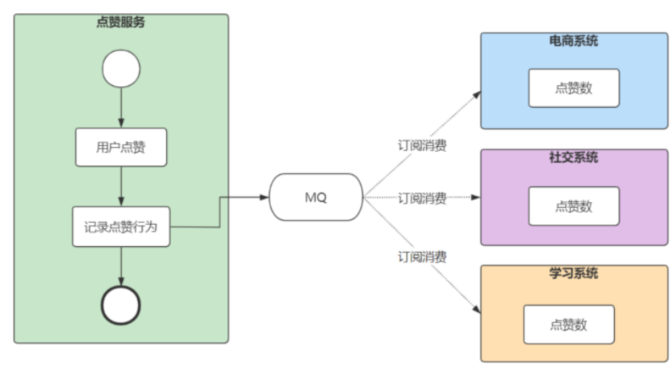 点赞服务
用户点赞
记录点赞行为
MQ
订阅消费
订阅消费
订阅消费
电商系统
点赞数
社交系统
点赞数
学习系统
点赞数